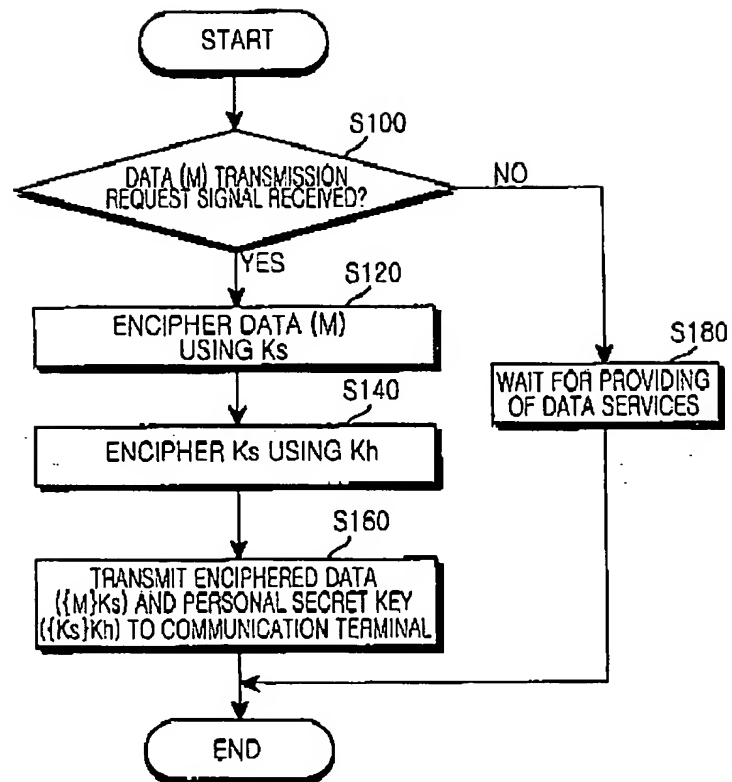 START
S100
DATA (M) TRANSMISSION
REQUEST SIGNAL RECEIVED?
NO
YES
S120
ENCIPHER DATA (M)
USING Ks
S180
WAIT FOR PROVIDING
OF DATA SERVICES
S140
ENCIPHER Ks USING Kh
S160
TRANSMIT ENCIPHERED DATA
({M}Ks) AND PERSONAL SECRET KEY
({Ks}Kh) TO COMMUNICATION TERMINAL
END